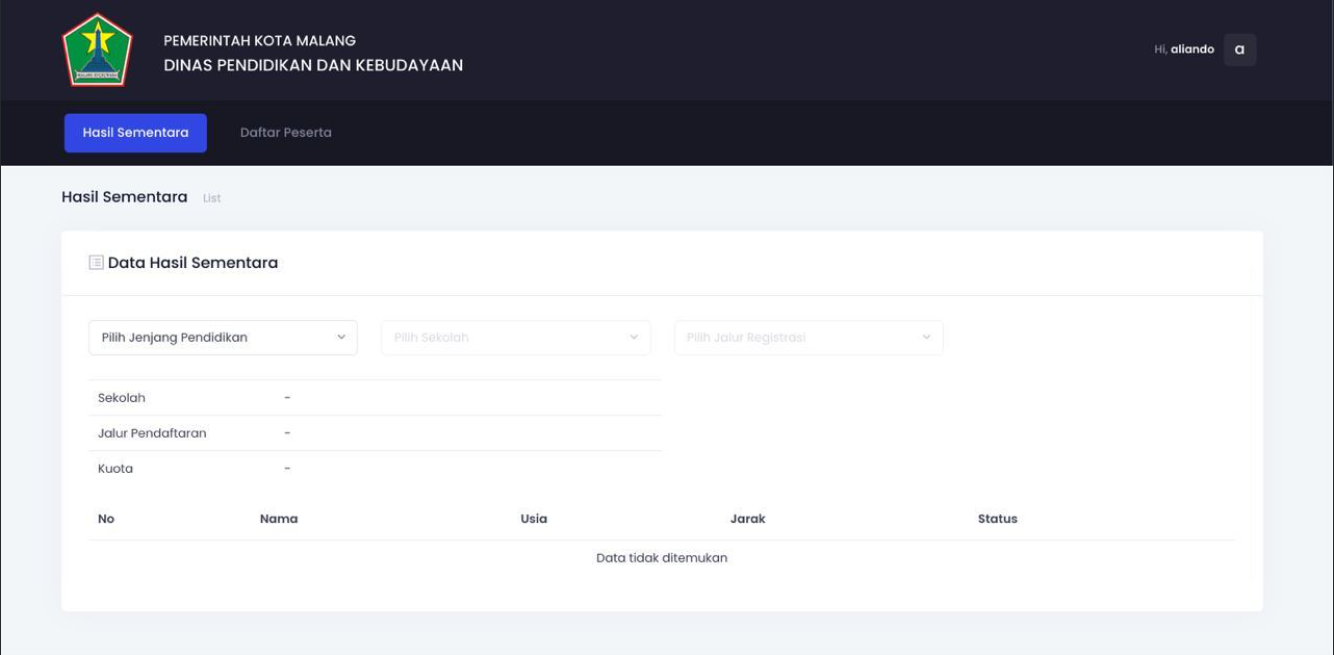 PEMERINTAH KOTA MALANG
DINAS PENDIDIKAN DAN KEBUDAYAAN
Hi, aliando a
Hasil Sementara Daftar Peserta
Hasil Sementara List
Data Hasil Sementara
Pilih Jenjang Pendidikan Pilih Sekolah Pilih Jalur Registrasi
Sekolah -
Jalur Pendaftaran -
Kuota -
No Nama Usia Jarak Status
Data tidak ditemukan